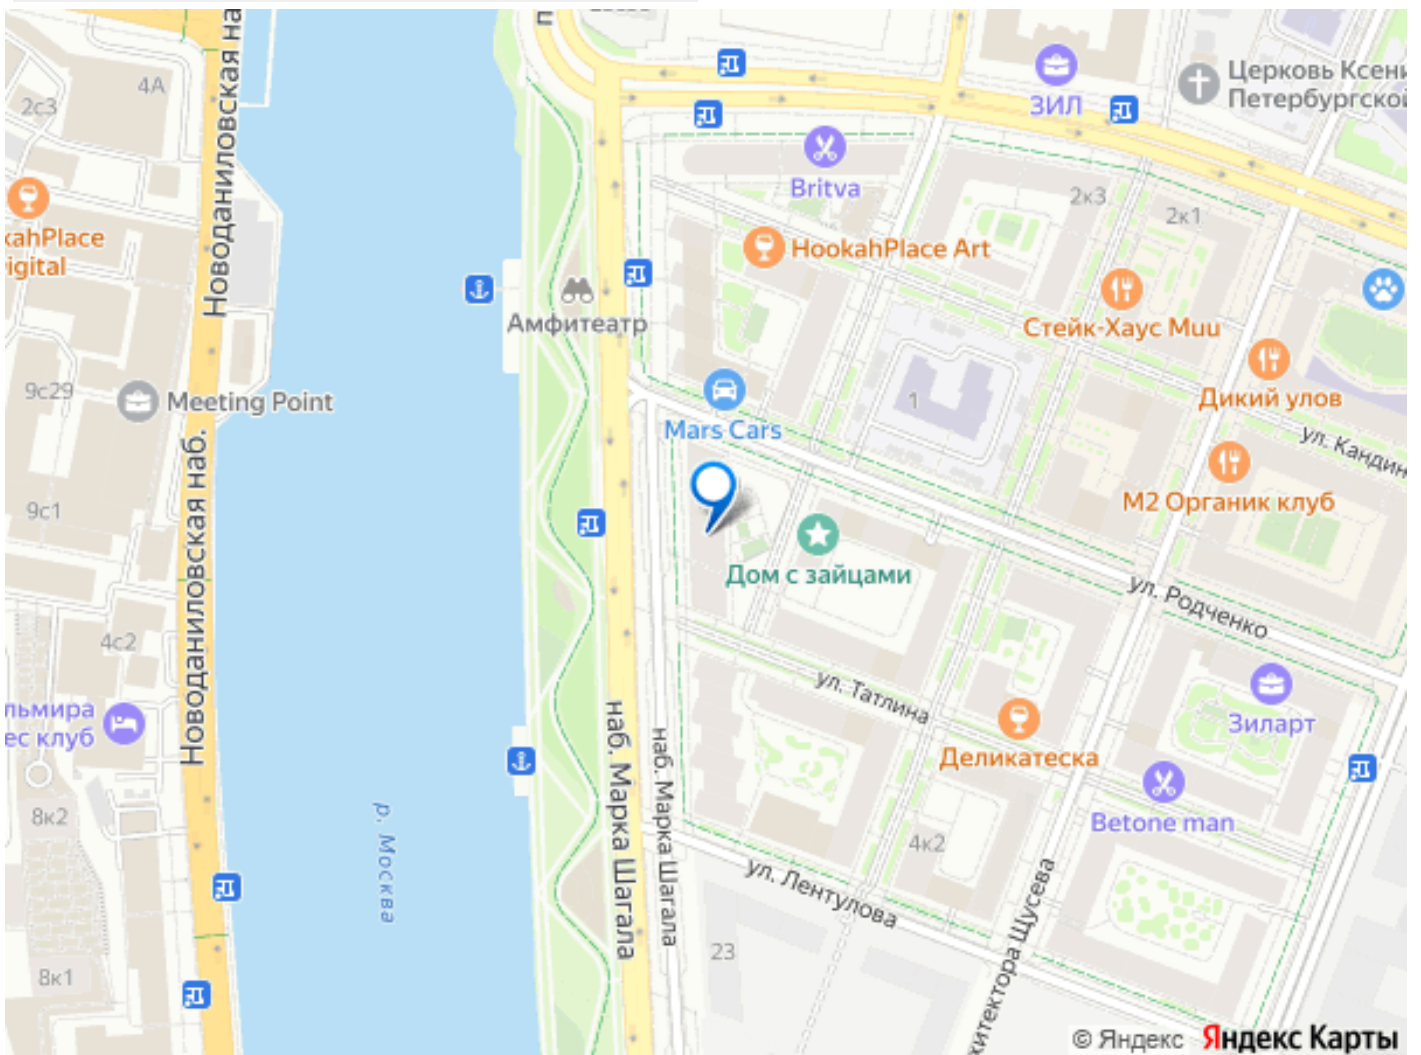 4А
2с3
Новоданиловская на
ЗИЛ
Церковь Ксени
Петербургской
Britva
2к3
2к1
kahPlace
igital
HookahPlace Art
Амфитеатр
Стейк-Хаус Muu
9с29
Meeting Point
1
Дикий улов
Mars Cars
ул. Кандин
М2 Органик клуб
9с1
Новоданиловская наб.
Дом с зайцами
ул. Родченко
4с2
ул. Татлина
льмира
ес клуб
Зиларт
Деликатеска
наб. Марка Шагала
наб. Марка Шагала
8к2
р. Москва
Betone man
4к2
ул. Лентулова
23
хитектора Щусева
8к1
© Яндекс Яндекс Карты